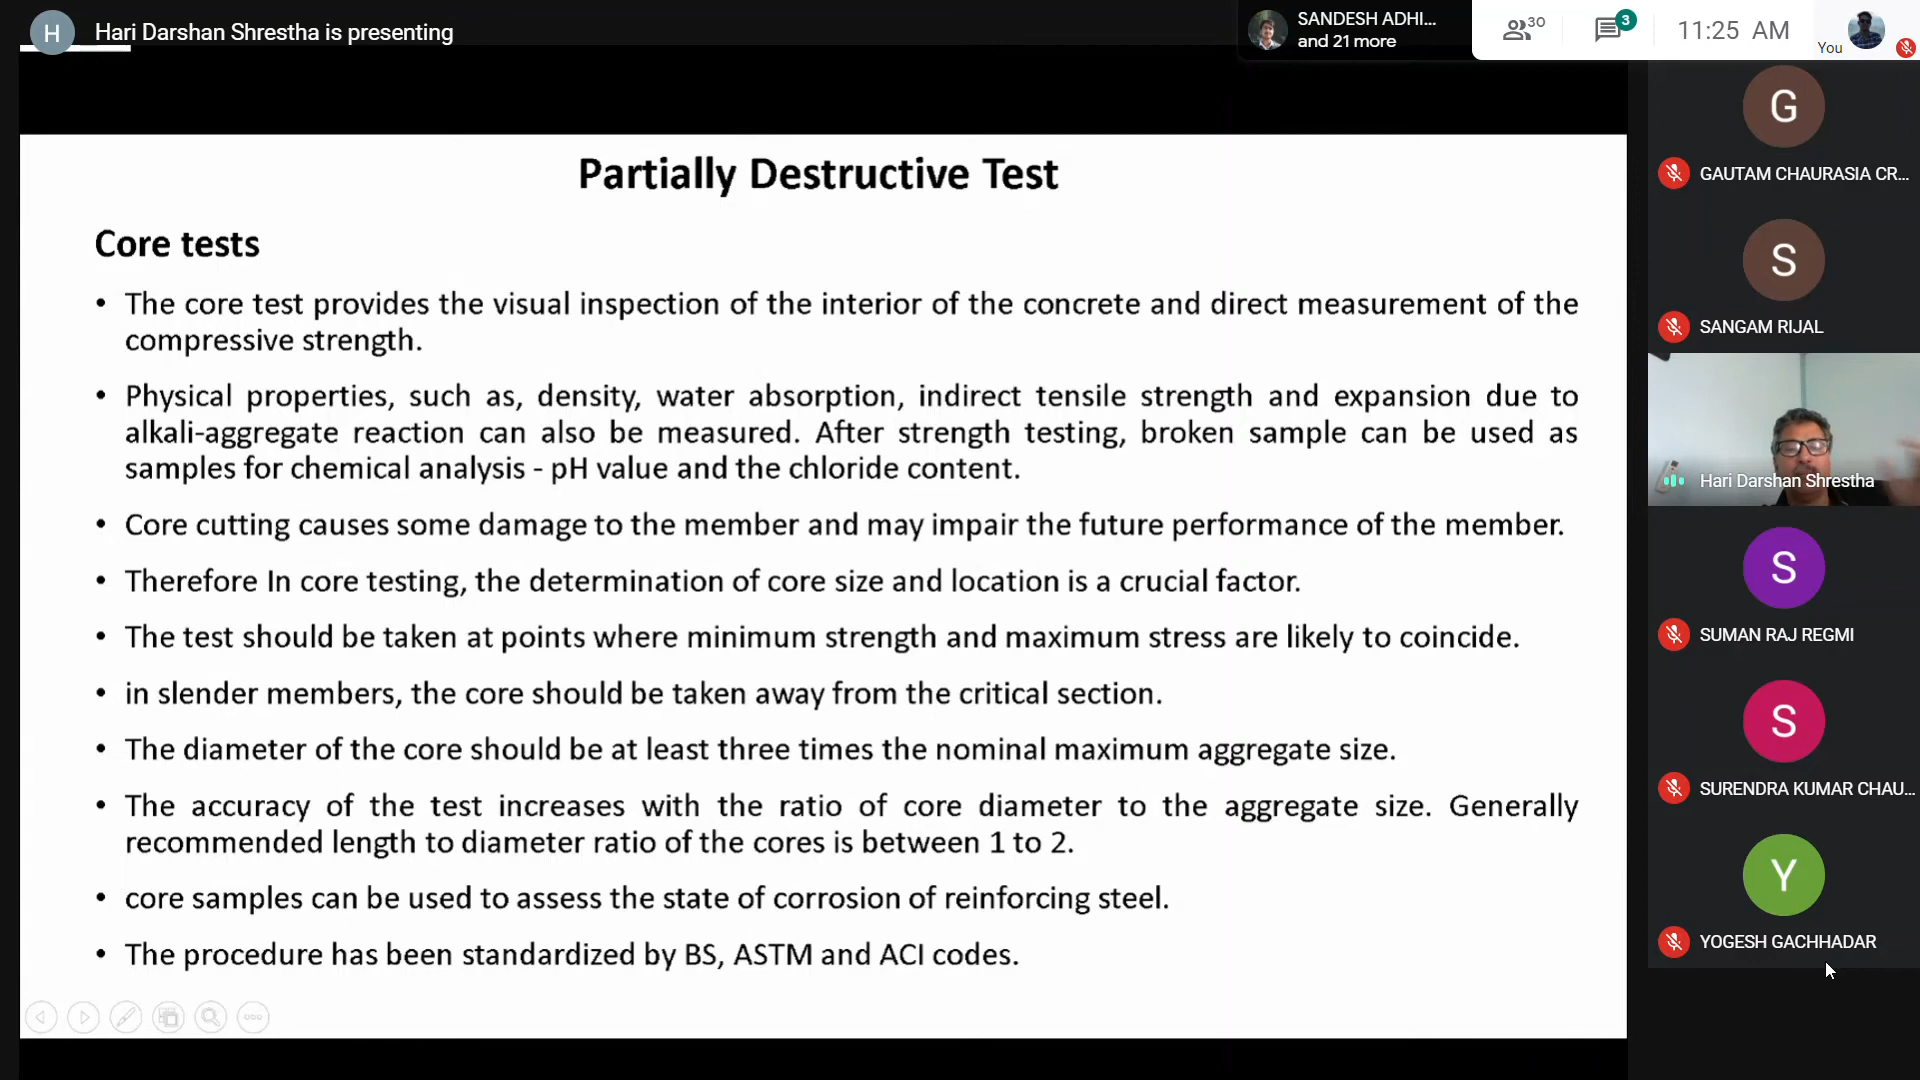 H Hari Darshan Shrestha is presenting
SANDESH ADHI...
and 21 more
30
3
11:25 AM
You
Partially Destructive Test
Core tests
• The core test provides the visual inspection of the interior of the concrete and direct measurement of the
compressive strength.
• Physical properties, such as, density, water absorption, indirect tensile strength and expansion due to
alkali-aggregate reaction can also be measured. After strength testing, broken sample can be used as
samples for chemical analysis - pH value and the chloride content.
• Core cutting causes some damage to the member and may impair the future performance of the member.
• Therefore In core testing, the determination of core size and location is a crucial factor.
• The test should be taken at points where minimum strength and maximum stress are likely to coincide.
• in slender members, the core should be taken away from the critical section.
• The diameter of the core should be at least three times the nominal maximum aggregate size.
• The accuracy of the test increases with the ratio of core diameter to the aggregate size. Generally
recommended length to diameter ratio of the cores is between 1 to 2.
• core samples can be used to assess the state of corrosion of reinforcing steel.
• The procedure has been standardized by BS, ASTM and ACI codes.
G
GAUTAM CHAURASIA CR...
S
SANGAM RIJAL
Hari Darshan Shrestha
S
SUMAN RAJ REGMI
S
SURENDRA KUMAR CHAU...
Y
YOGESH GACHHADAR